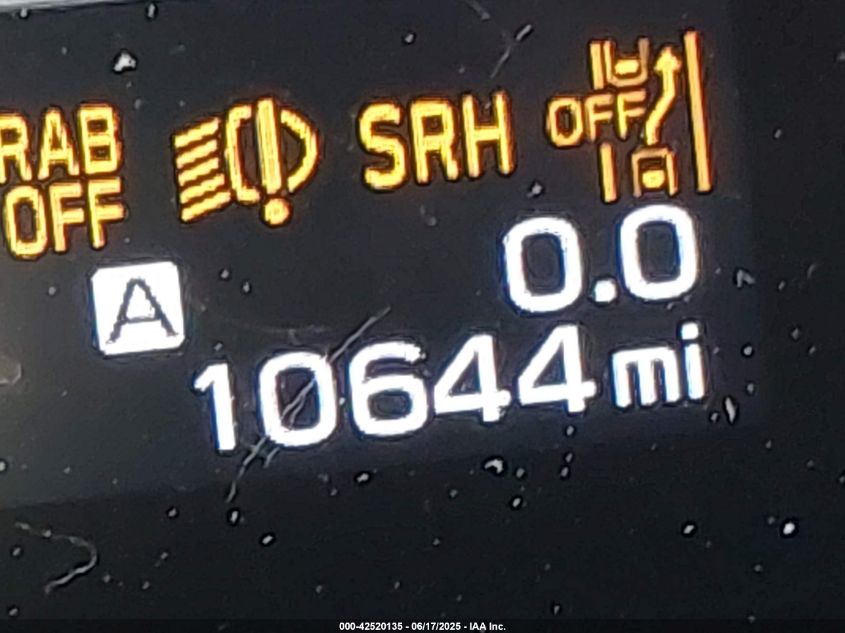 RAB
OFF
SRH
OFF
A
0.0
10644 mi
000-42520135 - 06/17/2025 - IAA Inc.